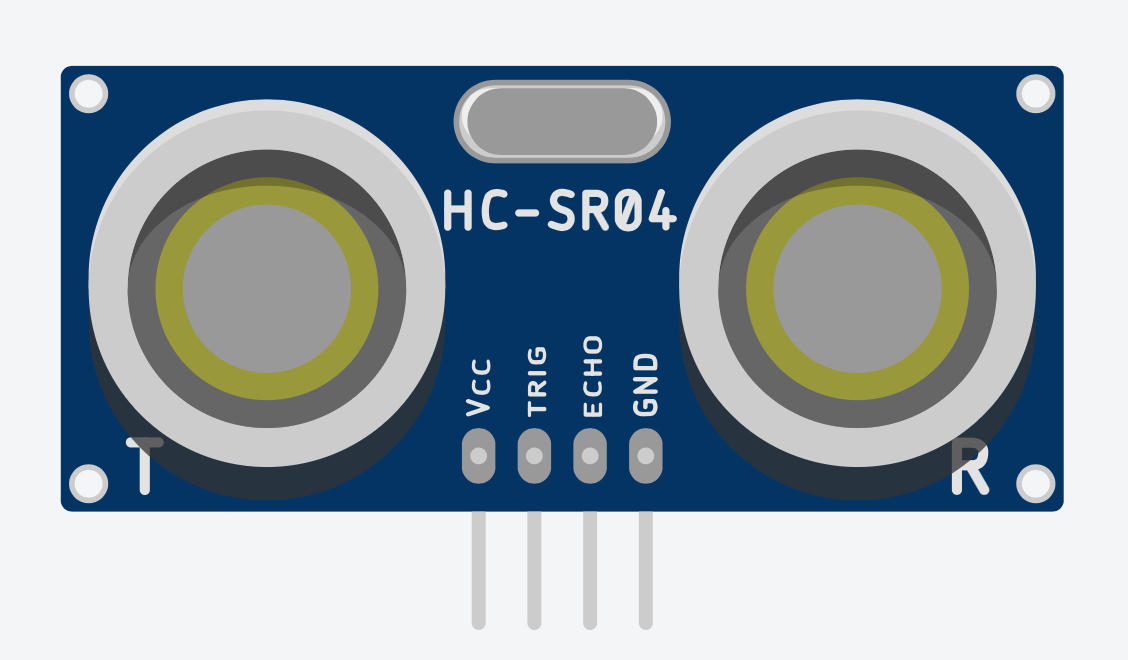 HC-SR04
VCC
TRIG
ECHO
GND
T
R